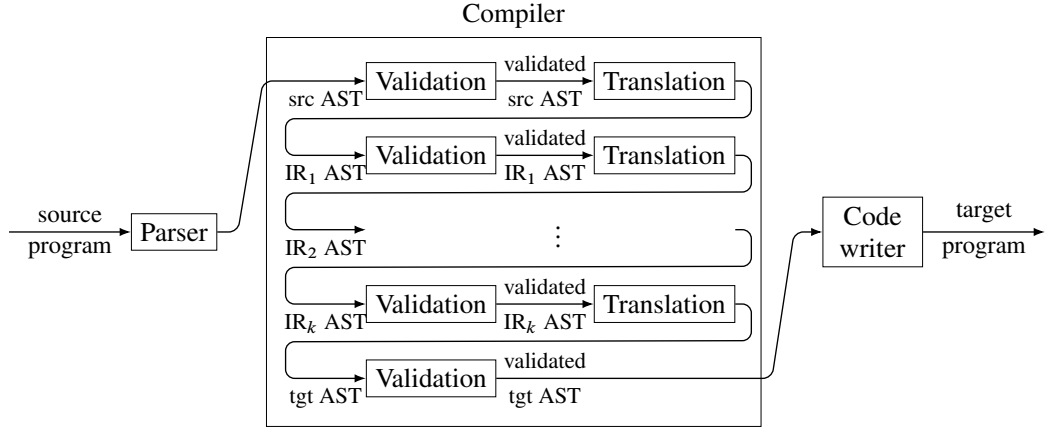 Compiler
validated
Validation
Translation
src AST
src AST
validated
Validation
Translation
IR₁ AST
IR₁ AST
source
Parser
program
IR₂ AST
⋮
Code
writer
target
program
validated
Validation
Translation
IRₖ AST
IRₖ AST
validated
Validation
tgt AST
tgt AST